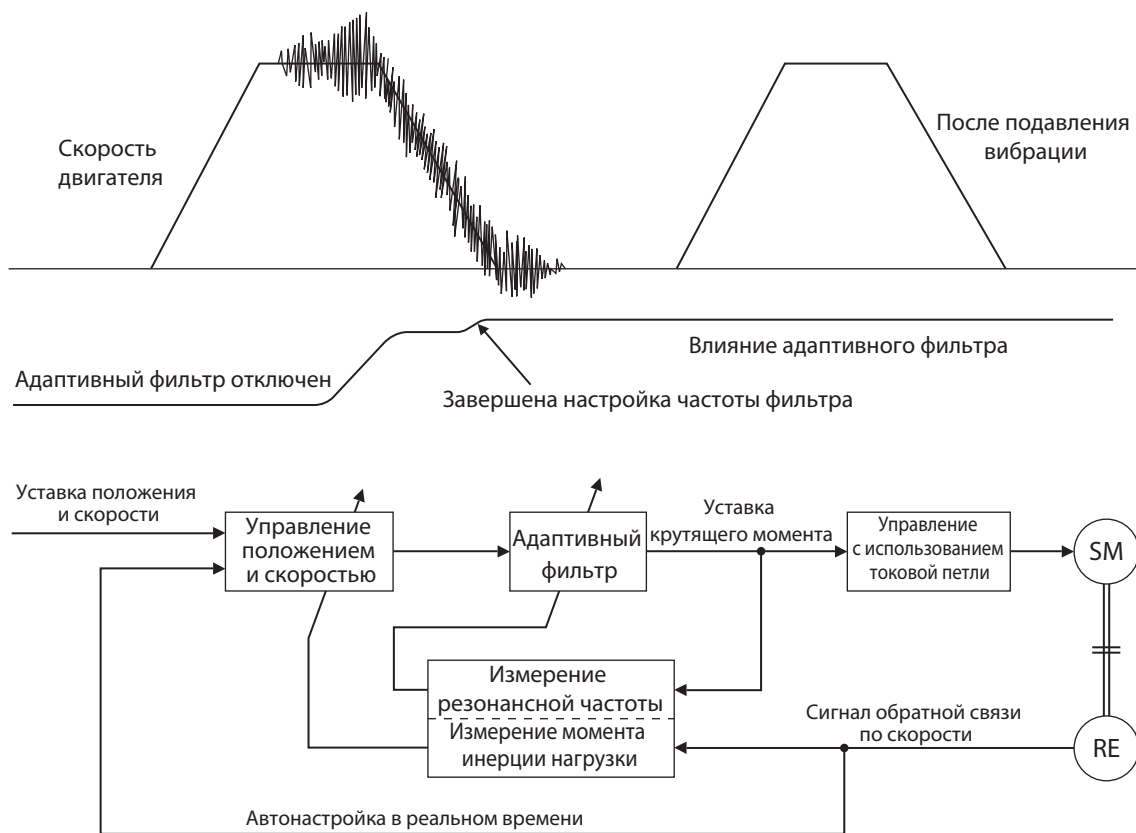 Скорость
двигателя
После подавления
вибрации
Влияние адаптивного фильтра
Адаптивный фильтр отключен
Завершена настройка частоты фильтра
Уставка положения
и скорости
Управление
положением
и скоростью
Адаптивный
фильтр
Уставка
крутящего момента
Управление
с использованием
токовой петли
SM
Измерение
резонансной частоты
Измерение момента
инерции нагрузки
Сигнал обратной связи
по скорости
RE
Автонастройка в реальном времени